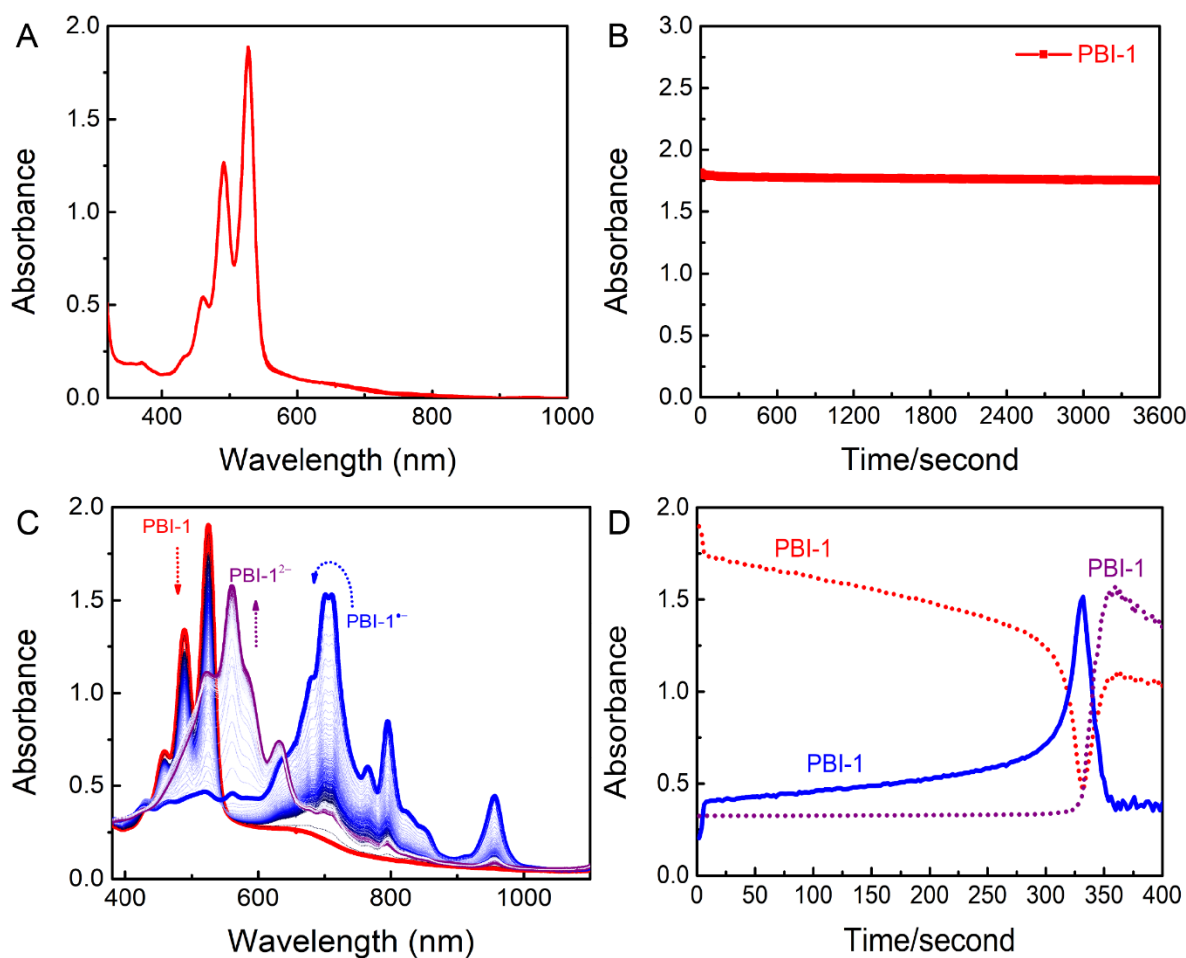 A
2.0
1.5
1.0
0.5
0.0
Absorbance
400
600
800
1000
Wavelength (nm)
B
3.0
2.5
2.0
1.5
1.0
0.5
0.0
Absorbance
PBI-1
0
600
1200
1800
2400
3000
3600
Time/second
C
2.0
1.5
1.0
0.5
0.0
Absorbance
PBI-1
PBI-1²⁻
PBI-1•⁻
400
600
800
1000
Wavelength (nm)
D
2.0
1.5
1.0
0.5
0.0
Absorbance
PBI-1
PBI-1
PBI-1
0
50
100
150
200
250
300
350
400
Time/second